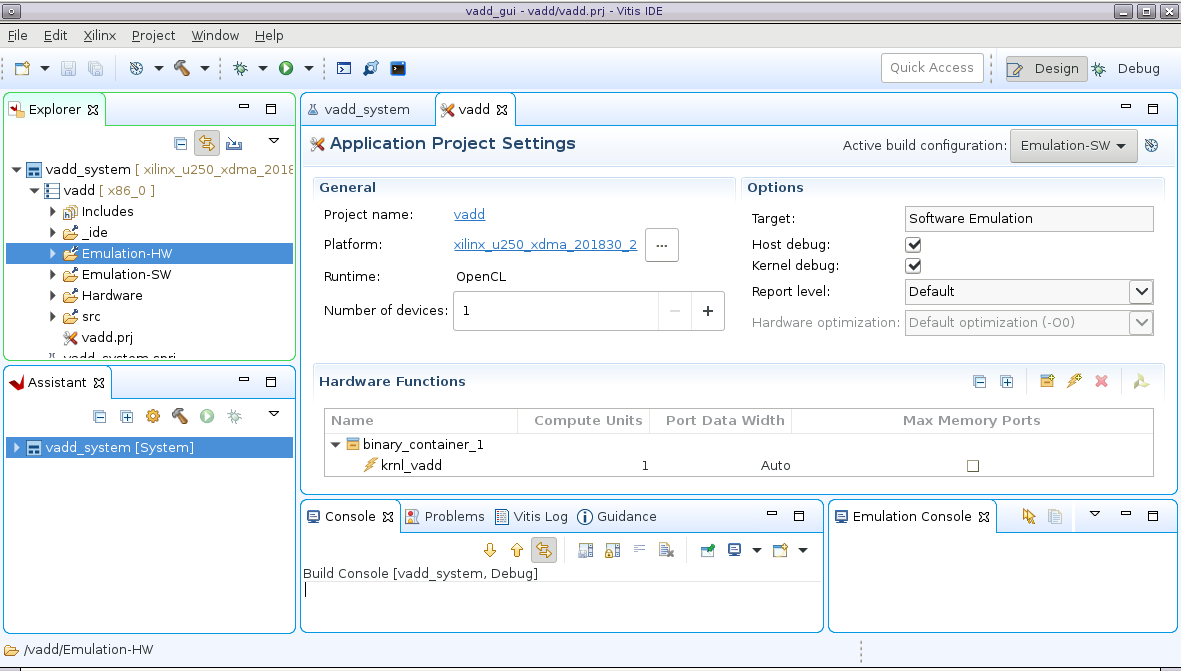 vadd_gui - vadd/vadd.prj - Vitis IDE
File Edit Xilinx Project Window Help
Quick Access Design Debug
Explorer
vadd_system [ xilinx_u250_xdma_2018
vadd [ x86_0 ]
Includes
_ide
Emulation-HW
Emulation-SW
Hardware
src
vadd.prj
vadd_system.sprj
Assistant
vadd_system [System]
vadd_system vadd
Application Project Settings
Active build configuration: Emulation-SW
General
Project name: vadd
Platform: xilinx_u250_xdma_201830_2 ...
Runtime: OpenCL
Number of devices: 1 − +
Options
Target: Software Emulation
Host debug:
Kernel debug:
Report level: Default
Hardware optimization: Default optimization (-O0)
Hardware Functions
Name Compute Units Port Data Width Max Memory Ports
binary_container_1
krnl_vadd 1 Auto
Console Problems Vitis Log Guidance
Build Console [vadd_system, Debug]
Emulation Console
/vadd/Emulation-HW